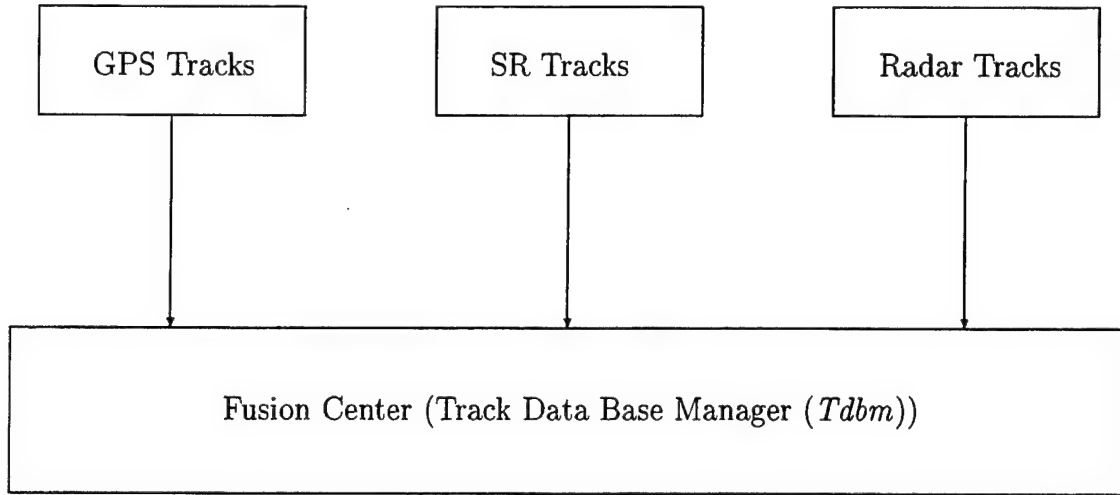 GPS Tracks
SR Tracks
Radar Tracks
Fusion Center (Track Data Base Manager (Tdbm))